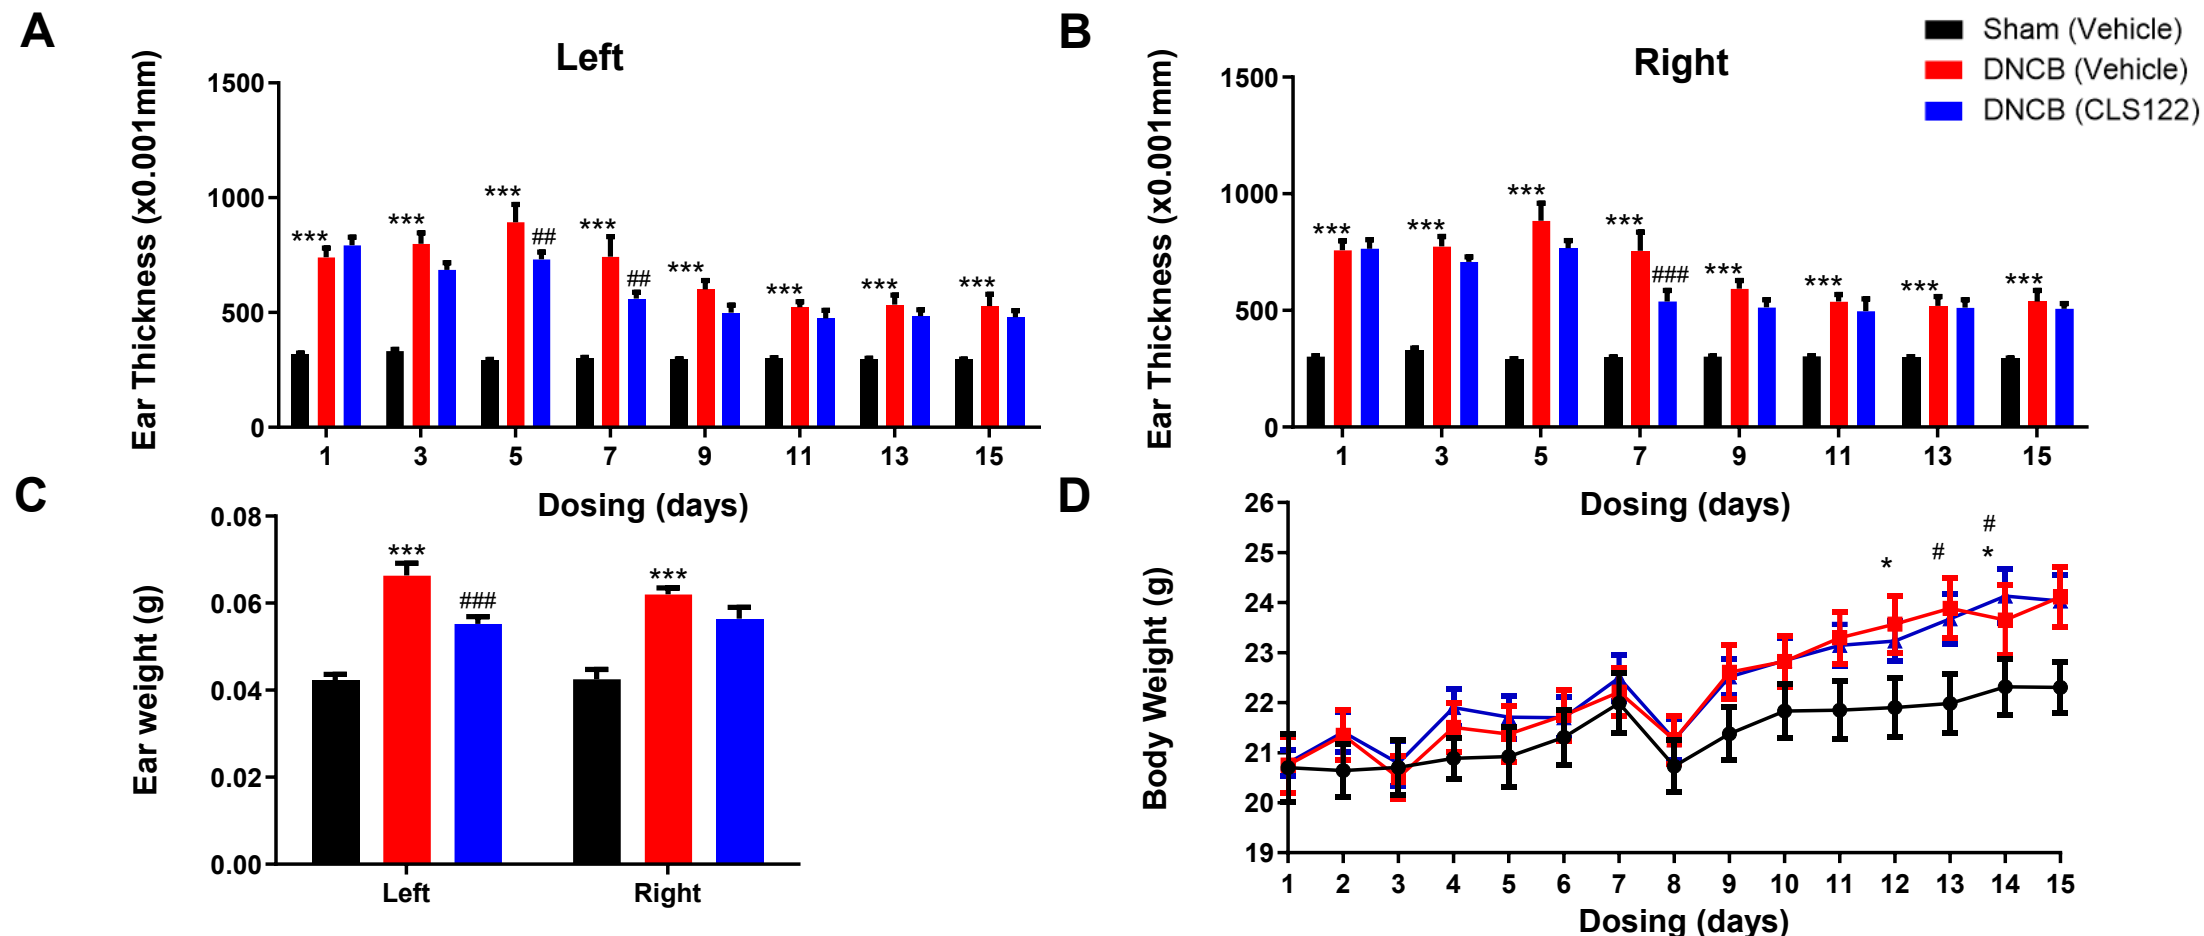 A
Left
Ear Thickness (x0.001mm)
1500
1000
500
0
*** *** *** ## *** ## *** *** *** ***
1 3 5 7 9 11 13 15
Dosing (days)
B
Right
Sham (Vehicle)
DNCB (Vehicle)
DNCB (CLS122)
Ear Thickness (x0.001mm)
1500
1000
500
0
*** *** *** *** ### *** *** *** ***
1 3 5 7 9 11 13 15
Dosing (days)
C
Ear weight (g)
0.08
0.06
0.04
0.02
0.00
*** ### ***
Left Right
D
Body Weight (g)
26
25
24
23
22
21
20
19
* # # *
1 2 3 4 5 6 7 8 9 10 11 12 13 14 15
Dosing (days)